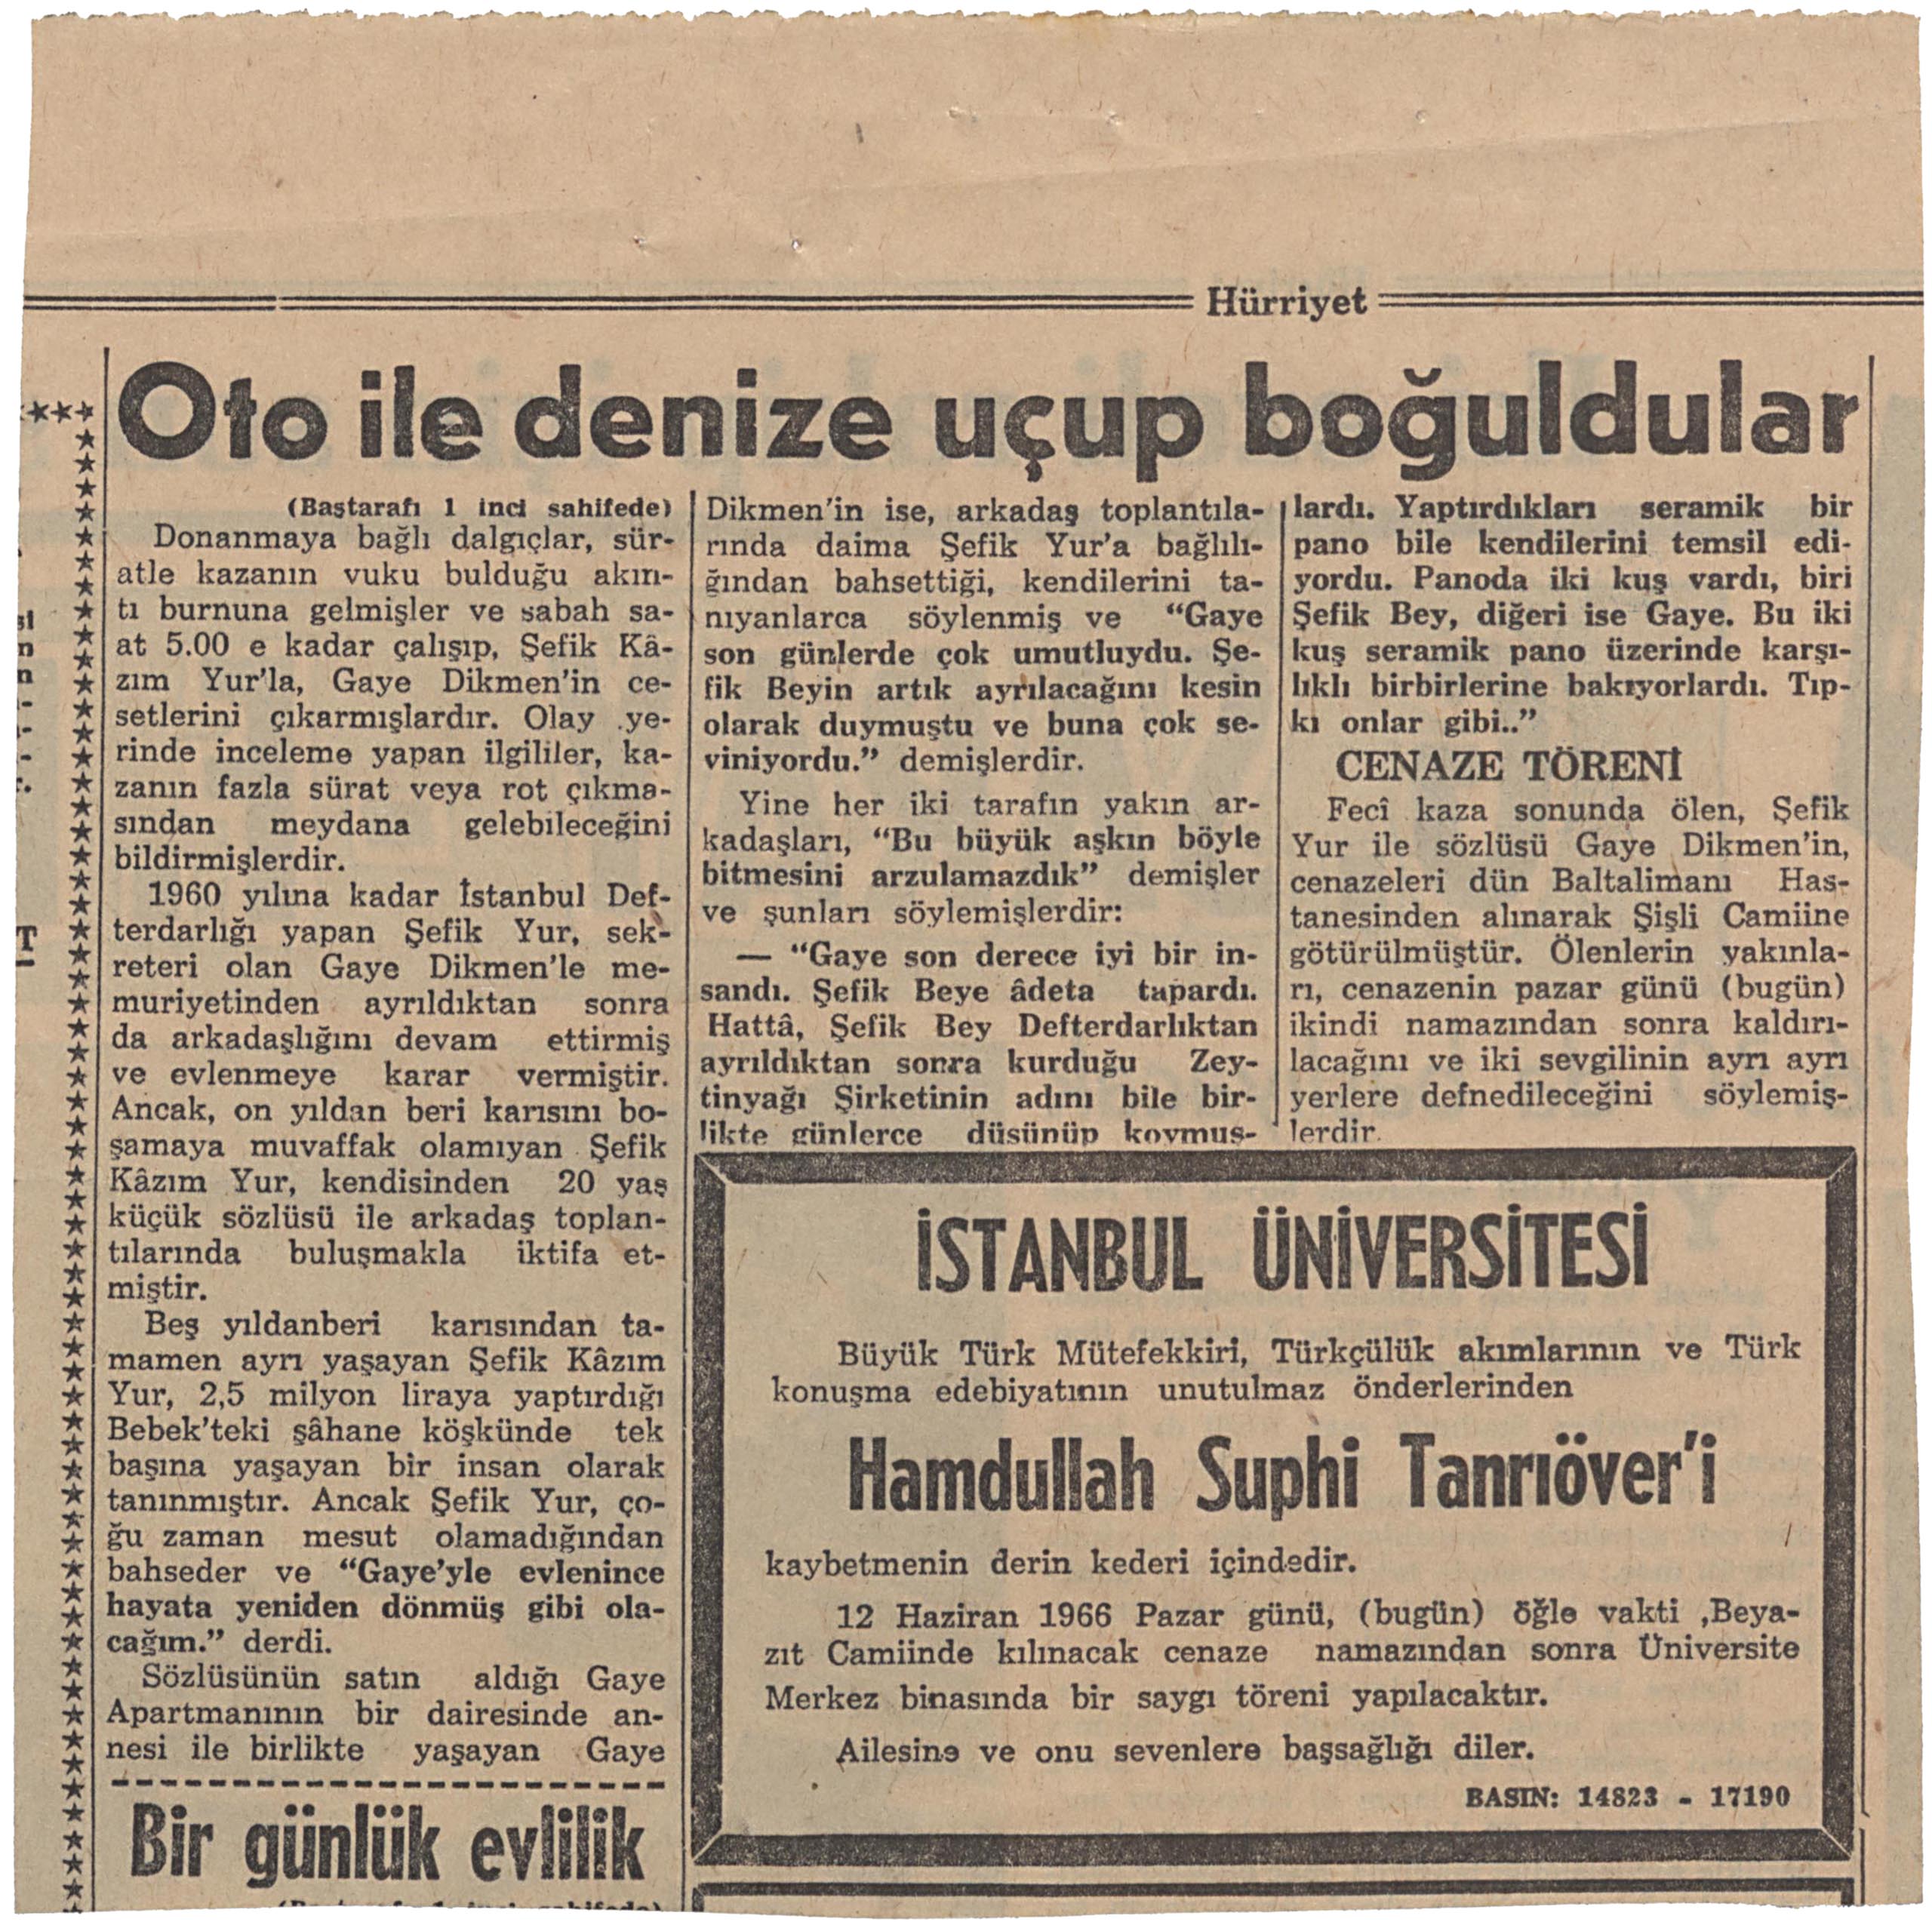 Hürriyet
Oto ile denize uçup boğuldular
(Baştarafı 1 inci sahifede)
Donanmaya bağlı dalgıçlar, sür-
atle kazanın vuku bulduğu akın-
tı burnuna gelmişler ve sabah sa-
at 5.00 e kadar çalışıp, Şefik Kâ-
zım Yur'la, Gaye Dikmen'in ce-
setlerini çıkarmışlardır. Olay ye-
rinde inceleme yapan ilgililer, ka-
zanın fazla sürat veya rot çıkma-
sından meydana gelebileceğini
bildirmişlerdir.
1960 yılına kadar İstanbul Def-
terdarlığı yapan Şefik Yur, sek-
reteri olan Gaye Dikmen'le me-
muriyetinden ayrıldıktan sonra
da arkadaşlığını devam ettirmiş
ve evlenmeye karar vermiştir.
Ancak, on yıldan beri karısını bo-
şamaya muvaffak olamıyan Şefik
Kâzım Yur, kendisinden 20 yaş
küçük sözlüsü ile arkadaş toplan-
tılarında buluşmakla iktifa et-
miştir.
Beş yıldanberi karısından ta-
mamen ayrı yaşayan Şefik Kâzım
Yur, 2,5 milyon liraya yaptırdığı
Bebek'teki şâhane köşkünde tek
başına yaşayan bir insan olarak
tanınmıştır. Ancak Şefik Yur, ço-
ğu zaman mesut olamadığından
bahseder ve "Gaye'yle evlenince
hayata yeniden dönmüş gibi ola-
cağım." derdi.
Sözlüsünün satın aldığı Gaye
Apartmanının bir dairesinde an-
nesi ile birlikte yaşayan Gaye
Dikmen'in ise, arkadaş toplantıla-
rında daima Şefik Yur'a bağlılı-
ğından bahsettiği, kendilerini ta-
nıyanlarca söylenmiş ve "Gaye
son günlerde çok umutluydu. Şe-
fik Beyin artık ayrılacağını kesin
olarak duymuştu ve buna çok se-
viniyordu." demişlerdir.
Yine her iki tarafın yakın ar-
kadaşları, "Bu büyük aşkın böyle
bitmesini arzulamazdık" demişler
ve şunları söylemişlerdir:
— "Gaye son derece iyi bir in-
sandı. Şefik Beye âdeta tapardı.
Hattâ, Şefik Bey Defterdarlıktan
ayrıldıktan sonra kurduğu Zey-
tinyağı Şirketinin adını bile bir-
likte günlerce düşünüp koymuş-
lardı. Yaptırdıkları seramik bir
pano bile kendilerini temsil edi-
yordu. Panoda iki kuş vardı, biri
Şefik Bey, diğeri ise Gaye. Bu iki
kuş seramik pano üzerinde karşı-
lıklı birbirlerine bakıyorlardı. Tıp-
kı onlar gibi.."
CENAZE TÖRENİ
Fecî kaza sonunda ölen, Şefik
Yur ile sözlüsü Gaye Dikmen'in,
cenazeleri dün Baltalimanı Has-
tanesinden alınarak Şişli Camiine
götürülmüştür. Ölenlerin yakınla-
rı, cenazenin pazar günü (bugün)
ikindi namazından sonra kaldırı-
lacağını ve iki sevgilinin ayrı ayrı
yerlere defnedileceğini söylemiş-
lerdir.
İSTANBUL ÜNİVERSİTESİ
Büyük Türk Mütefekkiri, Türkçülük akımlarının ve Türk
konuşma edebiyatının unutulmaz önderlerinden
Hamdullah Suphi Tanrıöver'i
kaybetmenin derin kederi içindedir.
12 Haziran 1966 Pazar günü, (bugün) öğle vakti ,Beya-
zıt Camiinde kılınacak cenaze namazından sonra Üniversite
Merkez binasında bir saygı töreni yapılacaktır.
Ailesine ve onu sevenlere başsağlığı diler.
BASIN: 14823 - 17190
Bir günlük evlilik